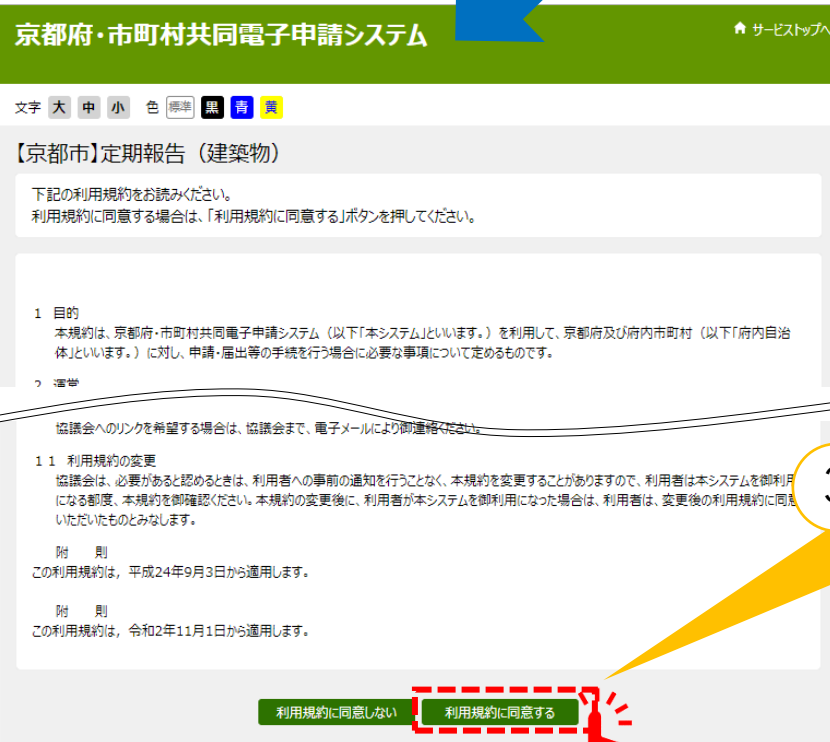 京都府・市町村共同電子申請システム
サービストップへ
文字 大 中 小 色 標準 黒 青 黄
【京都市】定期報告（建築物）
下記の利用規約をお読みください。
利用規約に同意する場合は、「利用規約に同意する」ボタンを押してください。
1 目的
本規約は、京都府・市町村共同電子申請システム（以下「本システム」といいます。）を利用して、京都府及び府内市町村（以下「府内自治
体」といいます。）に対し、申請・届出等の手続を行う場合に必要な事項について定めるものです。
2 運営
協議会へのリンクを希望する場合は、協議会まで、電子メールにより御連絡ください。
１１ 利用規約の変更
協議会は、必要があると認めるときは、利用者への事前の通知を行うことなく、本規約を変更することがありますので、利用者は本システムを御利用
になる都度、本規約を御確認ください。本規約の変更後に、利用者が本システムを御利用になった場合は、利用者は、変更後の利用規約に同意
いただいたものとみなします。
附　則
この利用規約は，平成24年9月3日から適用します。
附　則
この利用規約は，令和2年11月1日から適用します。
利用規約に同意しない 利用規約に同意する